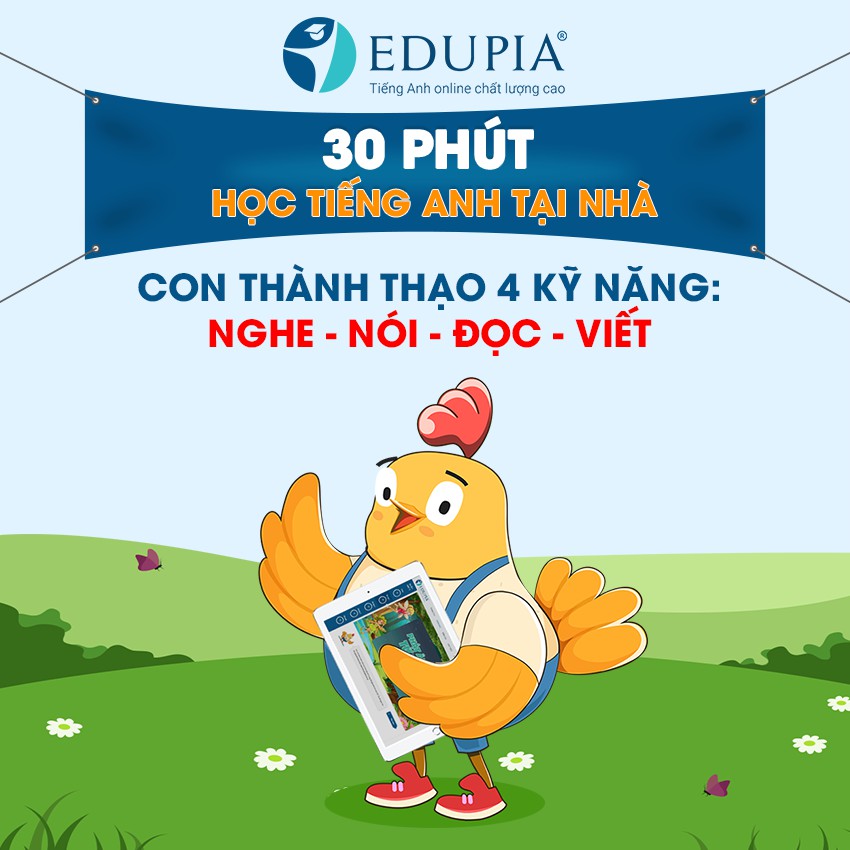 EDUPIA®
Tiếng Anh online chất lượng cao
30 PHÚT
HỌC TIẾNG ANH TẠI NHÀ
CON THÀNH THẠO 4 KỸ NĂNG:
NGHE - NÓI - ĐỌC - VIẾT